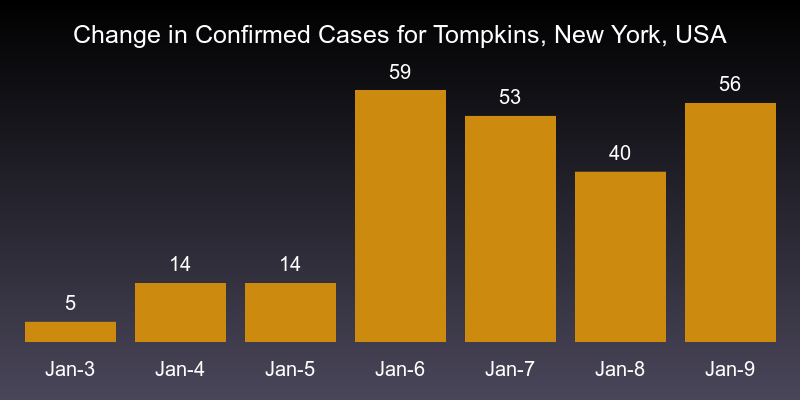 Change in Confirmed Cases for Tompkins, New York, USA
5
14
14
59
53
40
56
Jan-3
Jan-4
Jan-5
Jan-6
Jan-7
Jan-8
Jan-9